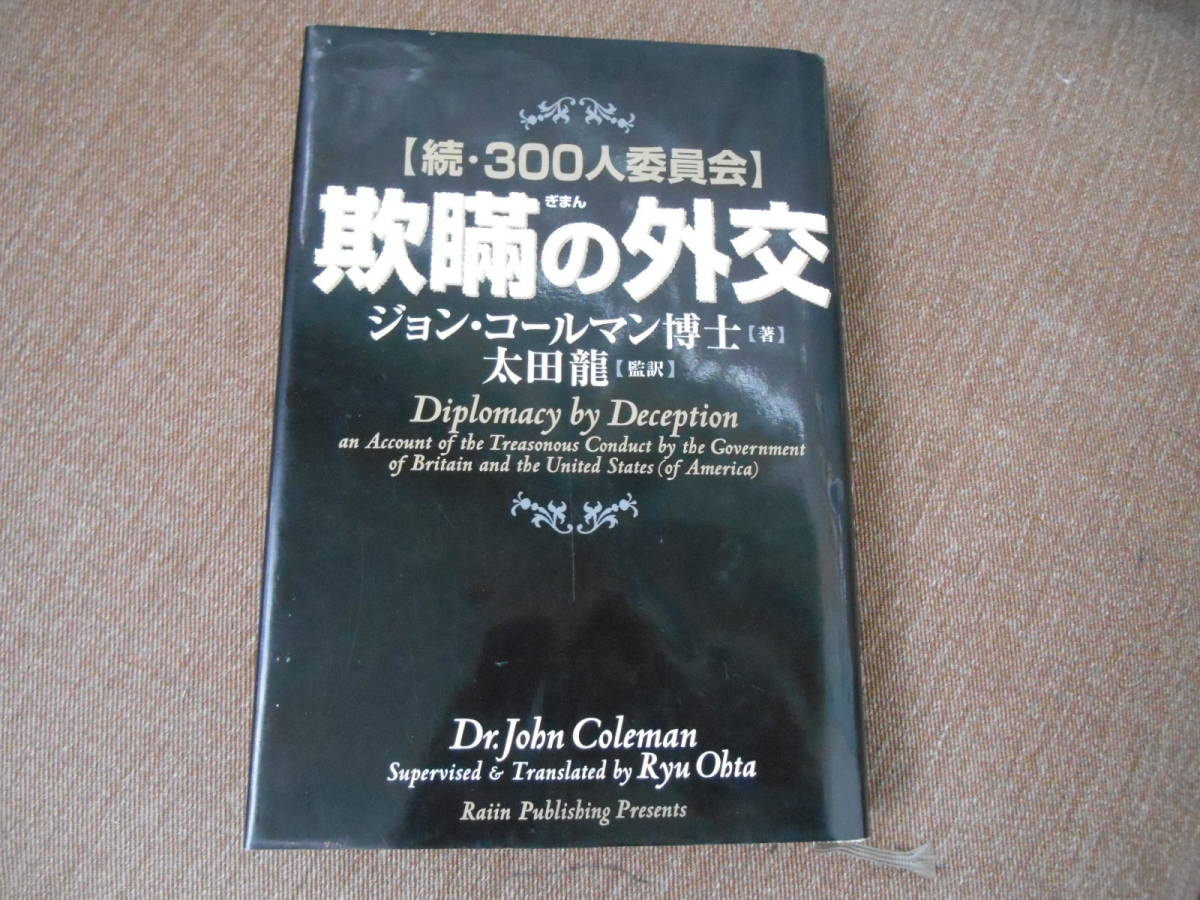 【続・300人委員会】
ぎまん
欺瞞の外交
ジョン・コールマン博士【著】
太田龍【監訳】
Diplomacy by Deception
an Account of the Treasonous Conduct by the Government
of Britain and the United States (of America)
Dr. John Coleman
Supervised & Translated by Ryu Ohta
Raiin Publishing Presents